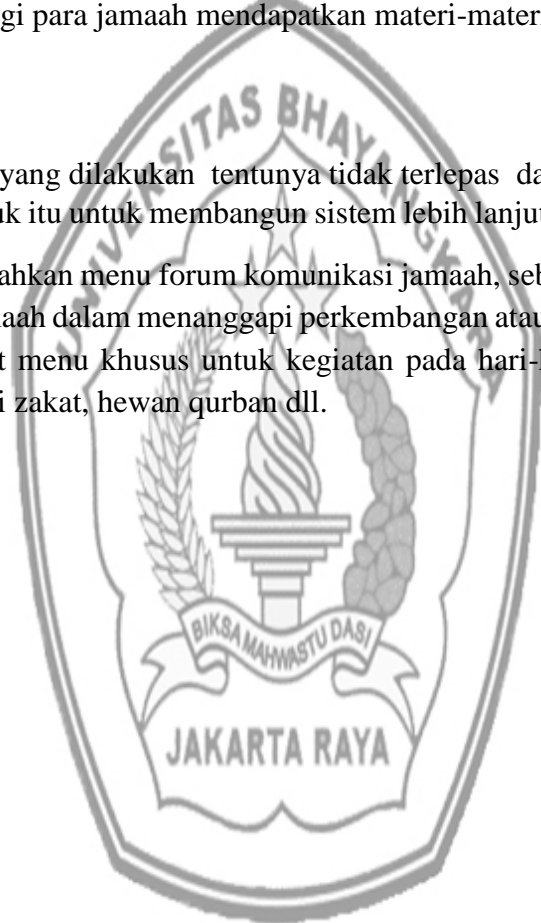 gi para jamaah mendapatkan materi-materi
UNIVERSITAS BHAYANGKARA
yang dilakukan tentunya tidak terlepas da
uk itu untuk membangun sistem lebih lanjut
ahkan menu forum komunikasi jamaah, seb
naah dalam menanggapi perkembangan atau
t menu khusus untuk kegiatan pada hari-h
i zakat, hewan qurban dll.
BIKSA MAHWASTU DASI
JAKARTA RAYA